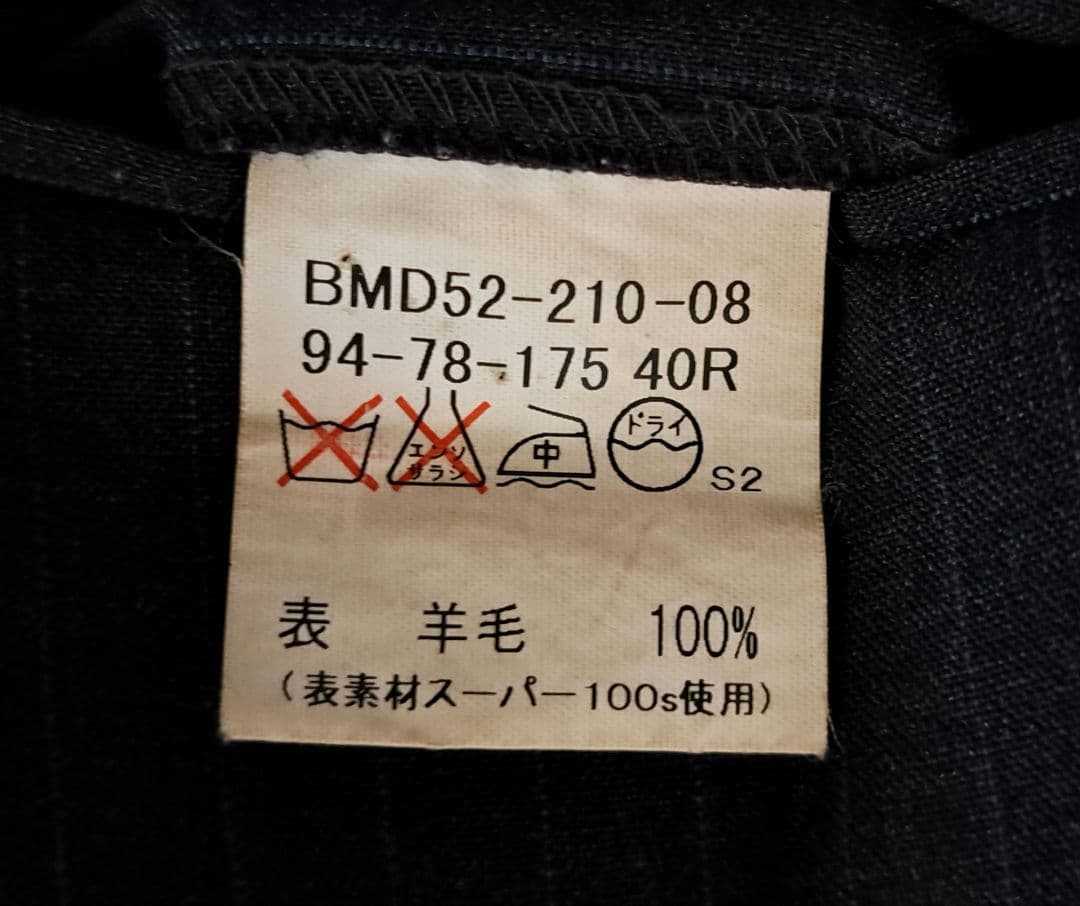 BMD52-210-08
94-78-175 40R
エンソ
サラシ
中
ドライ
S2
表 羊毛 100%
(表素材スーパー100s使用)